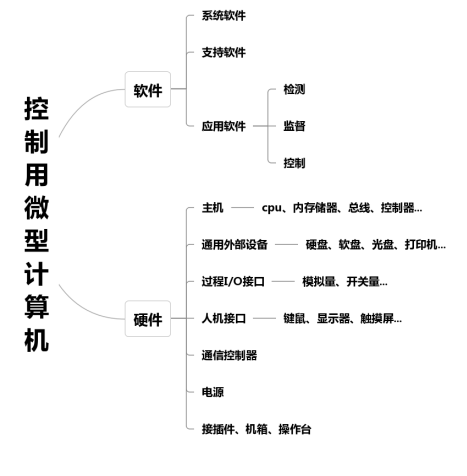 控制用微型计算机
软件
系统软件
支持软件
应用软件
检测
监督
控制
硬件
主机
cpu、内存储器、总线、控制器...
通用外部设备
硬盘、软盘、光盘、打印机...
过程I/O接口
模拟量、开关量...
人机接口
键鼠、显示器、触摸屏...
通信控制器
电源
接插件、机箱、操作台